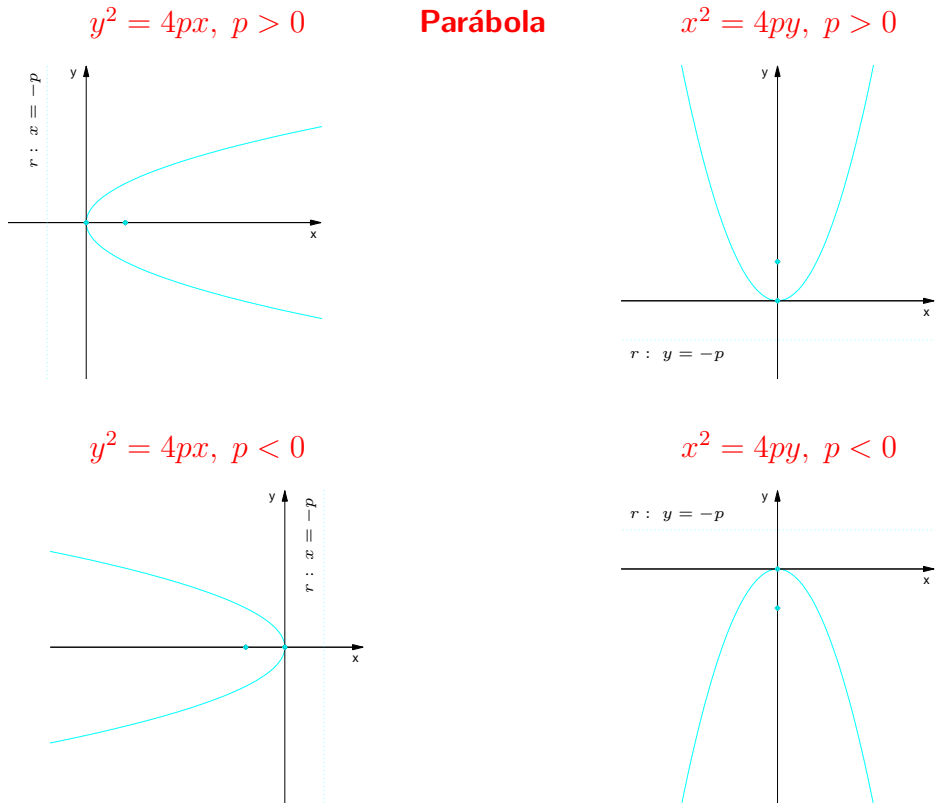 y² = 4px, p > 0
Parábola
x² = 4py, p > 0
y
r : x = −p
x
y
x
r : y = −p
y² = 4px, p < 0
x² = 4py, p < 0
y
r : x = −p
x
y
r : y = −p
x